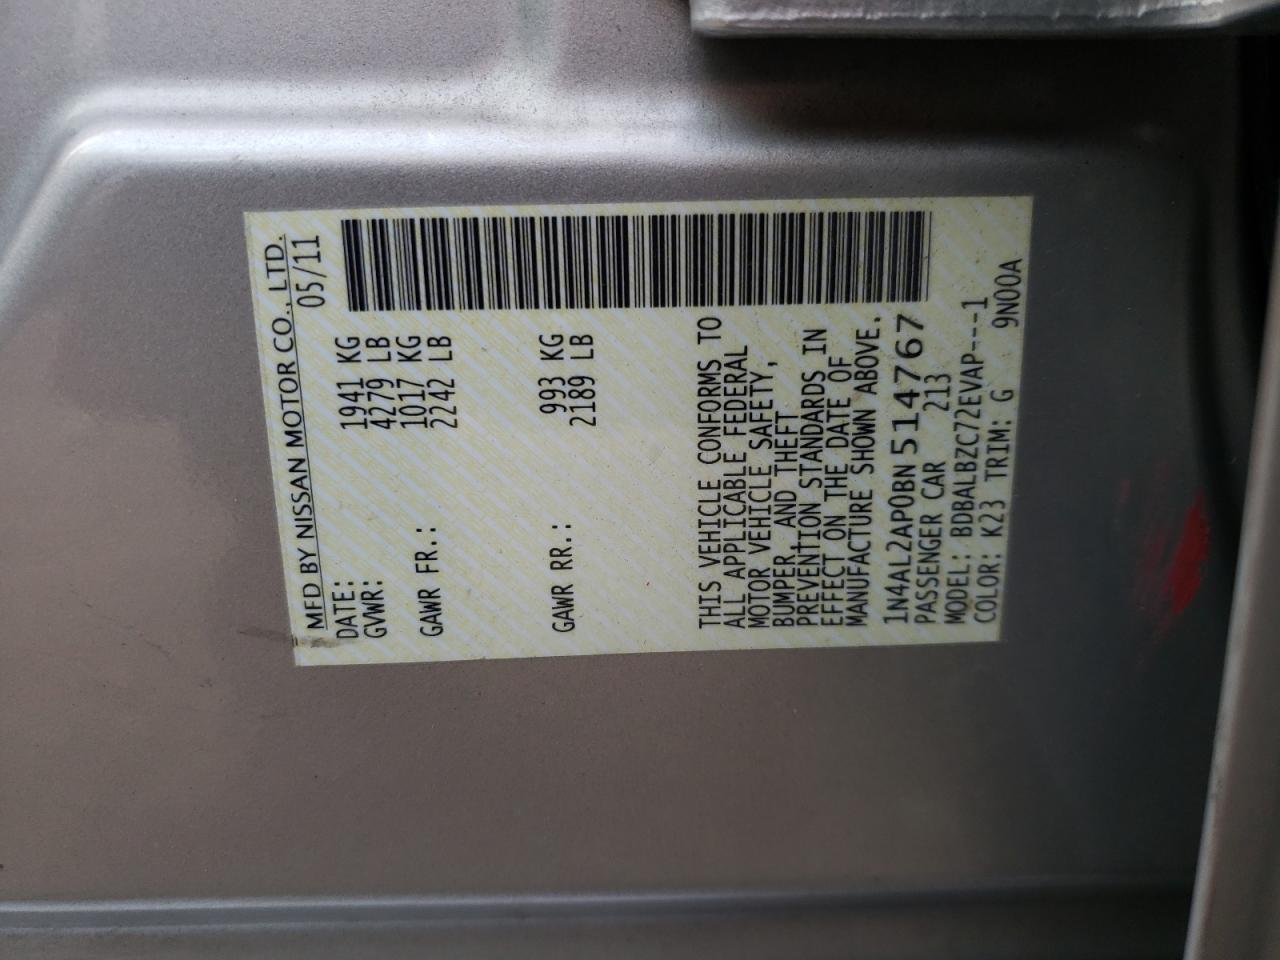 MFD BY NISSAN MOTOR CO., LTD.
DATE: 05/11
GVWR: 1941 KG
4279 LB
GAWR FR.: 1017 KG
2242 LB
GAWR RR.: 993 KG
2189 LB
THIS VEHICLE CONFORMS TO
ALL APPLICABLE FEDERAL
MOTOR VEHICLE SAFETY,
BUMPER, AND THEFT
PREVENTION STANDARDS IN
EFFECT ON THE DATE OF
MANUFACTURE SHOWN ABOVE.
1N4AL2AP0BN514767
PASSENGER CAR 213
MODEL: BDBALBZC72EVAP---1
COLOR: K23 TRIM: G 9N00A